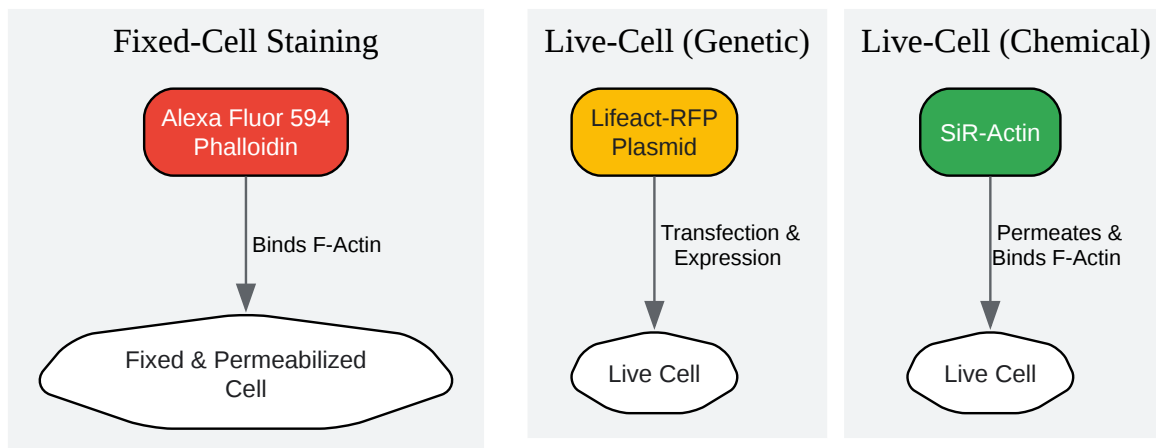 Fixed-Cell Staining
Alexa Fluor 594
Phalloidin
Binds F-Actin
Fixed & Permeabilized
Cell
Live-Cell (Genetic)
Lifeact-RFP
Plasmid
Transfection &
Expression
Live Cell
Live-Cell (Chemical)
SiR-Actin
Permeates &
Binds F-Actin
Live Cell